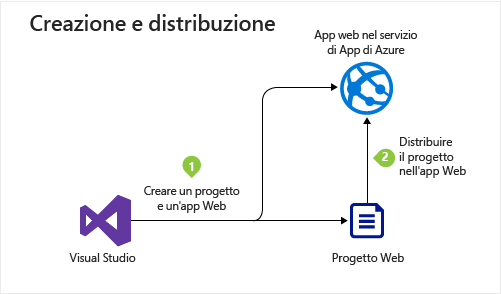 Creazione e distribuzione
App web nel servizio
di App di Azure
1
Creare un progetto
e un'app Web
2
Distribuire
il progetto
nell'app Web
Visual Studio
Progetto Web